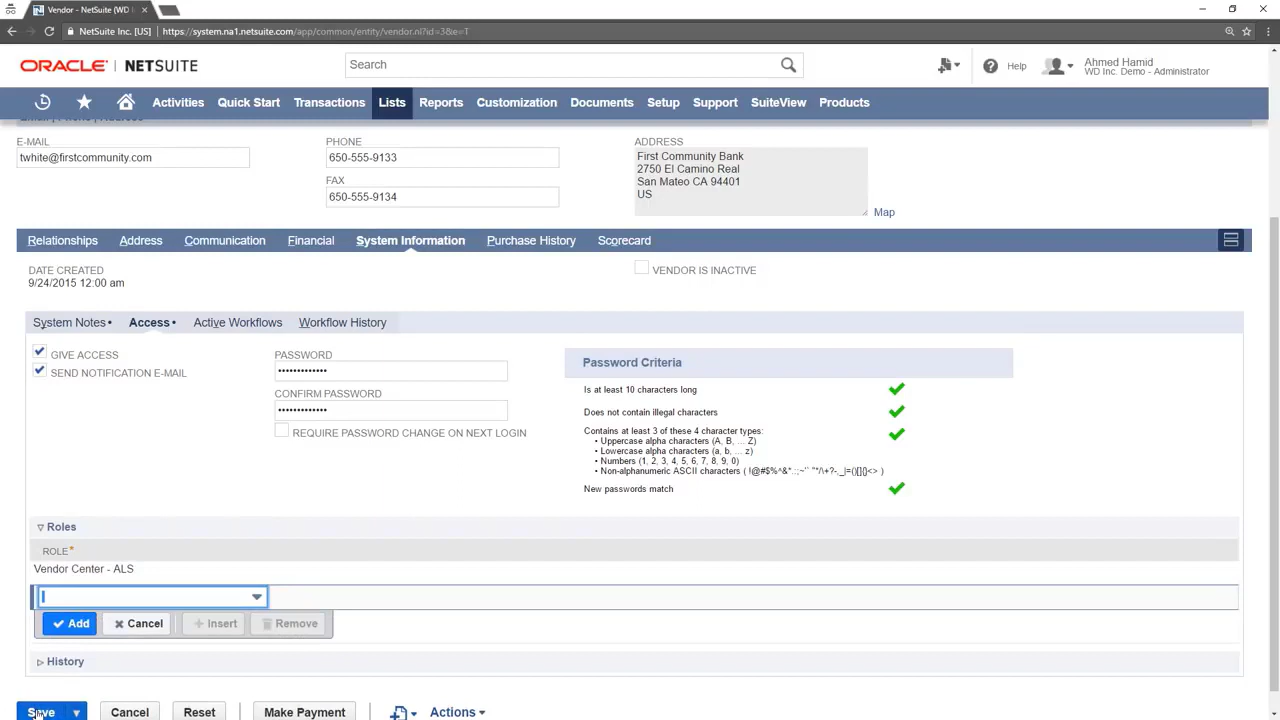 Vendor - NetSuite (WD I
NetSuite Inc. [US] https://system.na1.netsuite.com/app/common/entity/vendor.nl?id=3&e=T
ORACLE | NETSUITE
Search
Help
Ahmed Hamid
WD Inc. Demo - Administrator
Activities Quick Start Transactions Lists Reports Customization Documents Setup Support SuiteView Products
E-MAIL
twhite@firstcommunity.com
PHONE
650-555-9133
FAX
650-555-9134
ADDRESS
First Community Bank
2750 El Camino Real
San Mateo CA 94401
US
Map
Relationships Address Communication Financial System Information Purchase History Scorecard
DATE CREATED
9/24/2015 12:00 am
VENDOR IS INACTIVE
System Notes• Access• Active Workflows Workflow History
GIVE ACCESS
SEND NOTIFICATION E-MAIL
PASSWORD
•••••••••••••
CONFIRM PASSWORD
•••••••••••••
REQUIRE PASSWORD CHANGE ON NEXT LOGIN
Password Criteria
Is at least 10 characters long
Does not contain illegal characters
Contains at least 3 of these 4 character types:
• Uppercase alpha characters (A, B, ... Z)
• Lowercase alpha characters (a, b, ... z)
• Numbers (1, 2, 3, 4, 5, 6, 7, 8, 9, 0)
• Non-alphanumeric ASCII characters
New passwords match
Roles
ROLE*
Vendor Center - ALS
Add Cancel Insert Remove
History
Save Cancel Reset Make Payment Actions